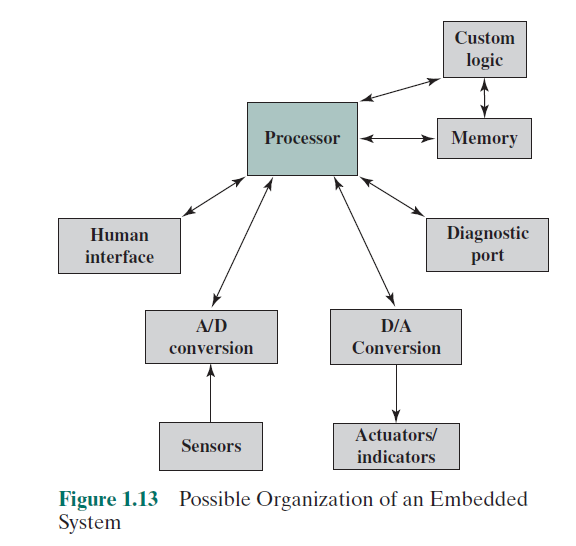 Custom
logic
Processor
Memory
Human
interface
Diagnostic
port
A/D
conversion
D/A
Conversion
Sensors
Actuators/
indicators
Figure 1.13 Possible Organization of an Embedded
System